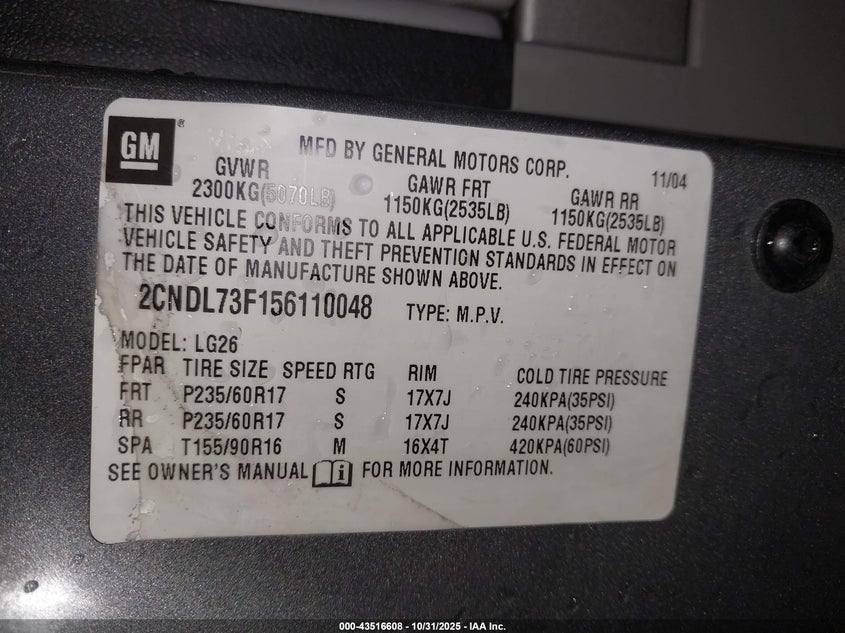 GM ®
MFD BY GENERAL MOTORS CORP.
11/04
GVWR GAWR FRT GAWR RR
2300KG(5070LB) 1150KG(2535LB) 1150KG(2535LB)
THIS VEHICLE CONFORMS TO ALL APPLICABLE U.S. FEDERAL MOTOR
VEHICLE SAFETY AND THEFT PREVENTION STANDARDS IN EFFECT ON
THE DATE OF MANUFACTURE SHOWN ABOVE.
2CNDL73F156110048 TYPE: M.P.V.
MODEL: LG26
FPAR TIRE SIZE SPEED RTG RIM COLD TIRE PRESSURE
FRT P235/60R17 S 17X7J 240KPA(35PSI)
RR P235/60R17 S 17X7J 240KPA(35PSI)
SPA T155/90R16 M 16X4T 420KPA(60PSI)
SEE OWNER'S MANUAL i FOR MORE INFORMATION.
000-43516608 - 10/31/2025 - IAA Inc.